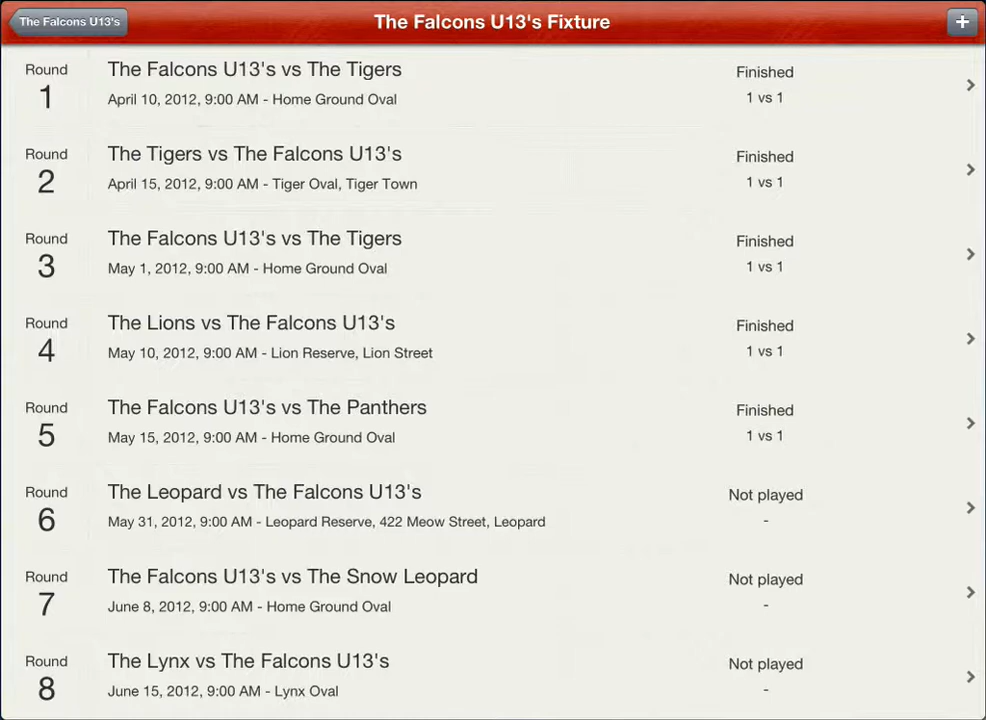 The Falcons U13's
The Falcons U13's Fixture
+
Round
1
The Falcons U13's vs The Tigers
April 10, 2012, 9:00 AM - Home Ground Oval
Finished
1 vs 1
Round
2
The Tigers vs The Falcons U13's
April 15, 2012, 9:00 AM - Tiger Oval, Tiger Town
Finished
1 vs 1
Round
3
The Falcons U13's vs The Tigers
May 1, 2012, 9:00 AM - Home Ground Oval
Finished
1 vs 1
Round
4
The Lions vs The Falcons U13's
May 10, 2012, 9:00 AM - Lion Reserve, Lion Street
Finished
1 vs 1
Round
5
The Falcons U13's vs The Panthers
May 15, 2012, 9:00 AM - Home Ground Oval
Finished
1 vs 1
Round
6
The Leopard vs The Falcons U13's
May 31, 2012, 9:00 AM - Leopard Reserve, 422 Meow Street, Leopard
Not played
-
Round
7
The Falcons U13's vs The Snow Leopard
June 8, 2012, 9:00 AM - Home Ground Oval
Not played
-
Round
8
The Lynx vs The Falcons U13's
June 15, 2012, 9:00 AM - Lynx Oval
Not played
-